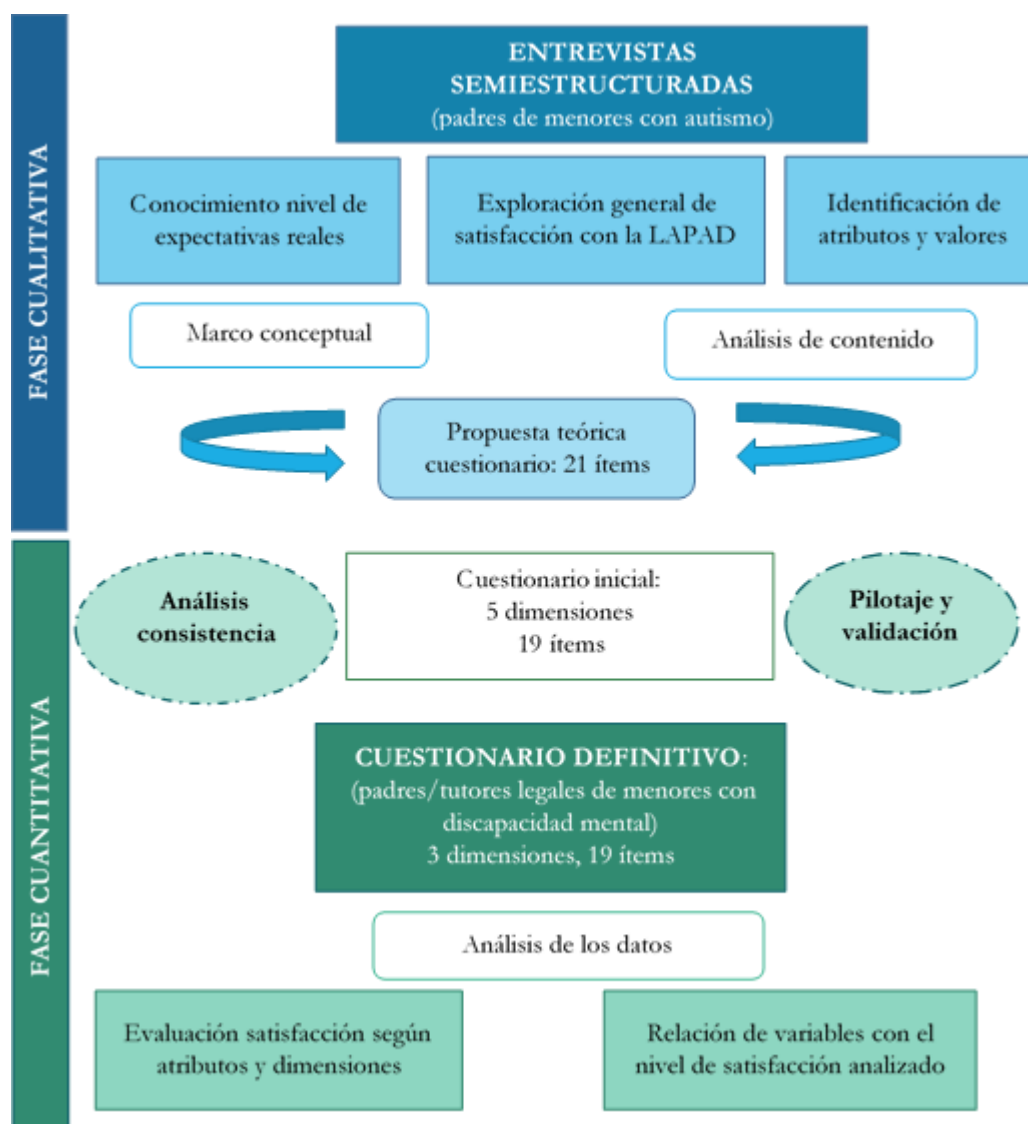 FASE CUALITATIVA
ENTREVISTAS
SEMIESTRUCTURADAS
(padres de menores con autismo)
Conocimiento nivel de
expectativas reales
Exploración general de
satisfacción con la LAPAD
Identificación de
atributos y valores
Marco conceptual
Análisis de contenido
Propuesta teórica
cuestionario: 21 ítems
FASE CUANTITATIVA
Análisis
consistencia
Cuestionario inicial:
5 dimensiones
19 ítems
Pilotaje y
validación
CUESTIONARIO DEFINITIVO:
(padres/tutores legales de menores con
discapacidad mental)
3 dimensiones, 19 ítems
Análisis de los datos
Evaluación satisfacción según
atributos y dimensiones
Relación de variables con el
nivel de satisfacción analizado